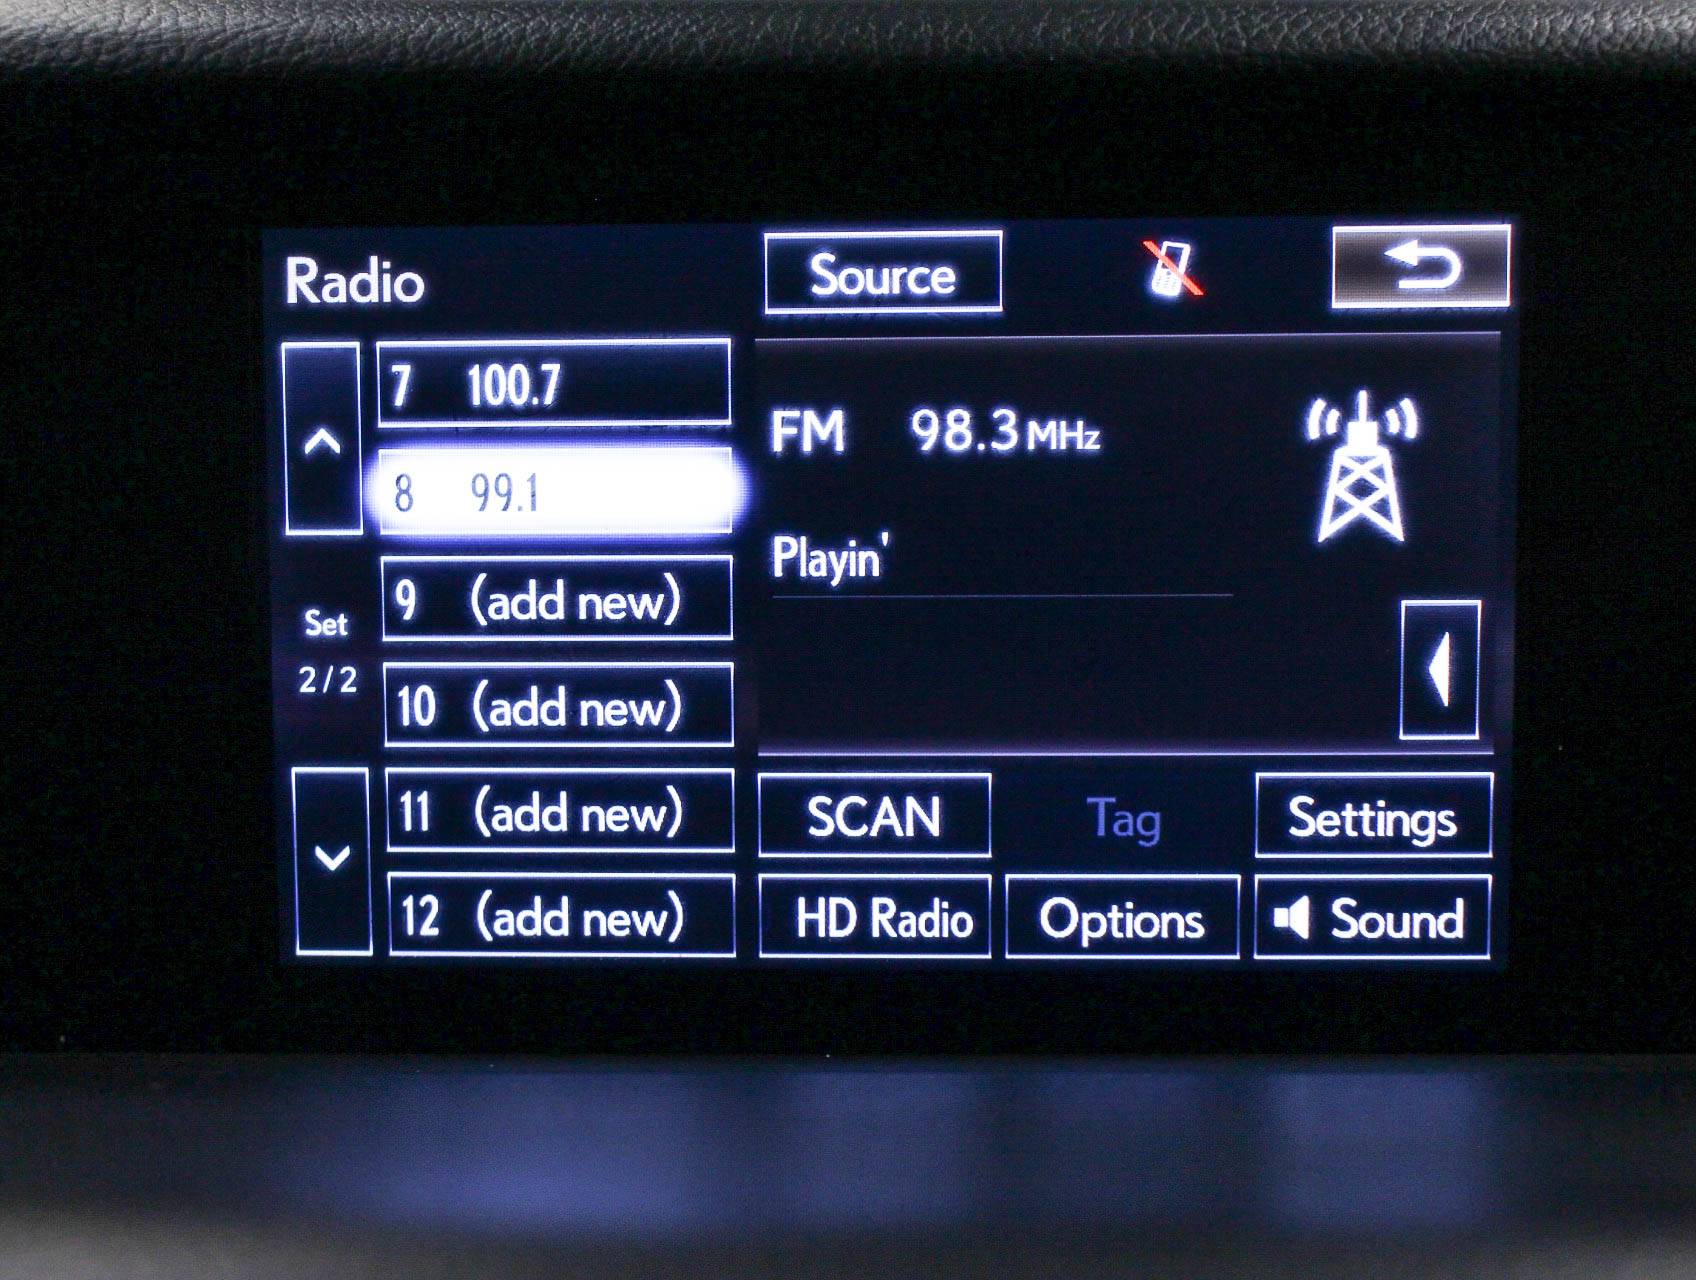 Radio
Source
7 100.7
8 99.1
9 (add new)
10 (add new)
11 (add new)
12 (add new)
Set
2/2
FM 98.3 MHz
Playin'
SCAN
Tag
Settings
HD Radio
Options
Sound